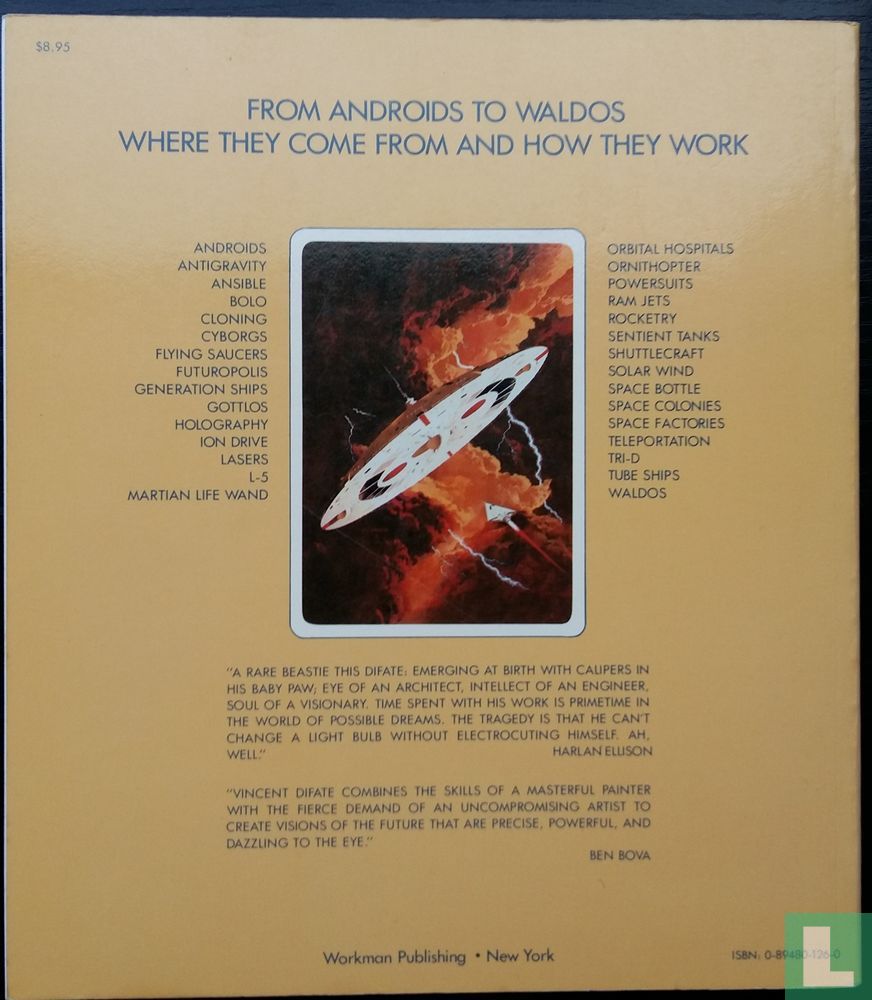 $8.95
FROM ANDROIDS TO WALDOS
WHERE THEY COME FROM AND HOW THEY WORK
ANDROIDS
ANTIGRAVITY
ANSIBLE
BOLO
CLONING
CYBORGS
FLYING SAUCERS
FUTUROPOLIS
GENERATION SHIPS
GOTTLOS
HOLOGRAPHY
ION DRIVE
LASERS
L-5
MARTIAN LIFE WAND
ORBITAL HOSPITALS
ORNITHOPTER
POWERSUITS
RAM JETS
ROCKETRY
SENTIENT TANKS
SHUTTLECRAFT
SOLAR WIND
SPACE BOTTLE
SPACE COLONIES
SPACE FACTORIES
TELEPORTATION
TRI-D
TUBE SHIPS
WALDOS
"A RARE BEASTIE THIS DIFATE: EMERGING AT BIRTH WITH CALIPERS IN
HIS BABY PAW; EYE OF AN ARCHITECT, INTELLECT OF AN ENGINEER,
SOUL OF A VISIONARY. TIME SPENT WITH HIS WORK IS PRIMETIME IN
THE WORLD OF POSSIBLE DREAMS. THE TRAGEDY IS THAT HE CAN'T
CHANGE A LIGHT BULB WITHOUT ELECTROCUTING HIMSELF. AH,
WELL." HARLAN ELLISON
"VINCENT DIFATE COMBINES THE SKILLS OF A MASTERFUL PAINTER
WITH THE FIERCE DEMAND OF AN UNCOMPROMISING ARTIST TO
CREATE VISIONS OF THE FUTURE THAT ARE PRECISE, POWERFUL, AND
DAZZLING TO THE EYE."
BEN BOVA
Workman Publishing • New York
ISBN: 0-89480-126-0
L